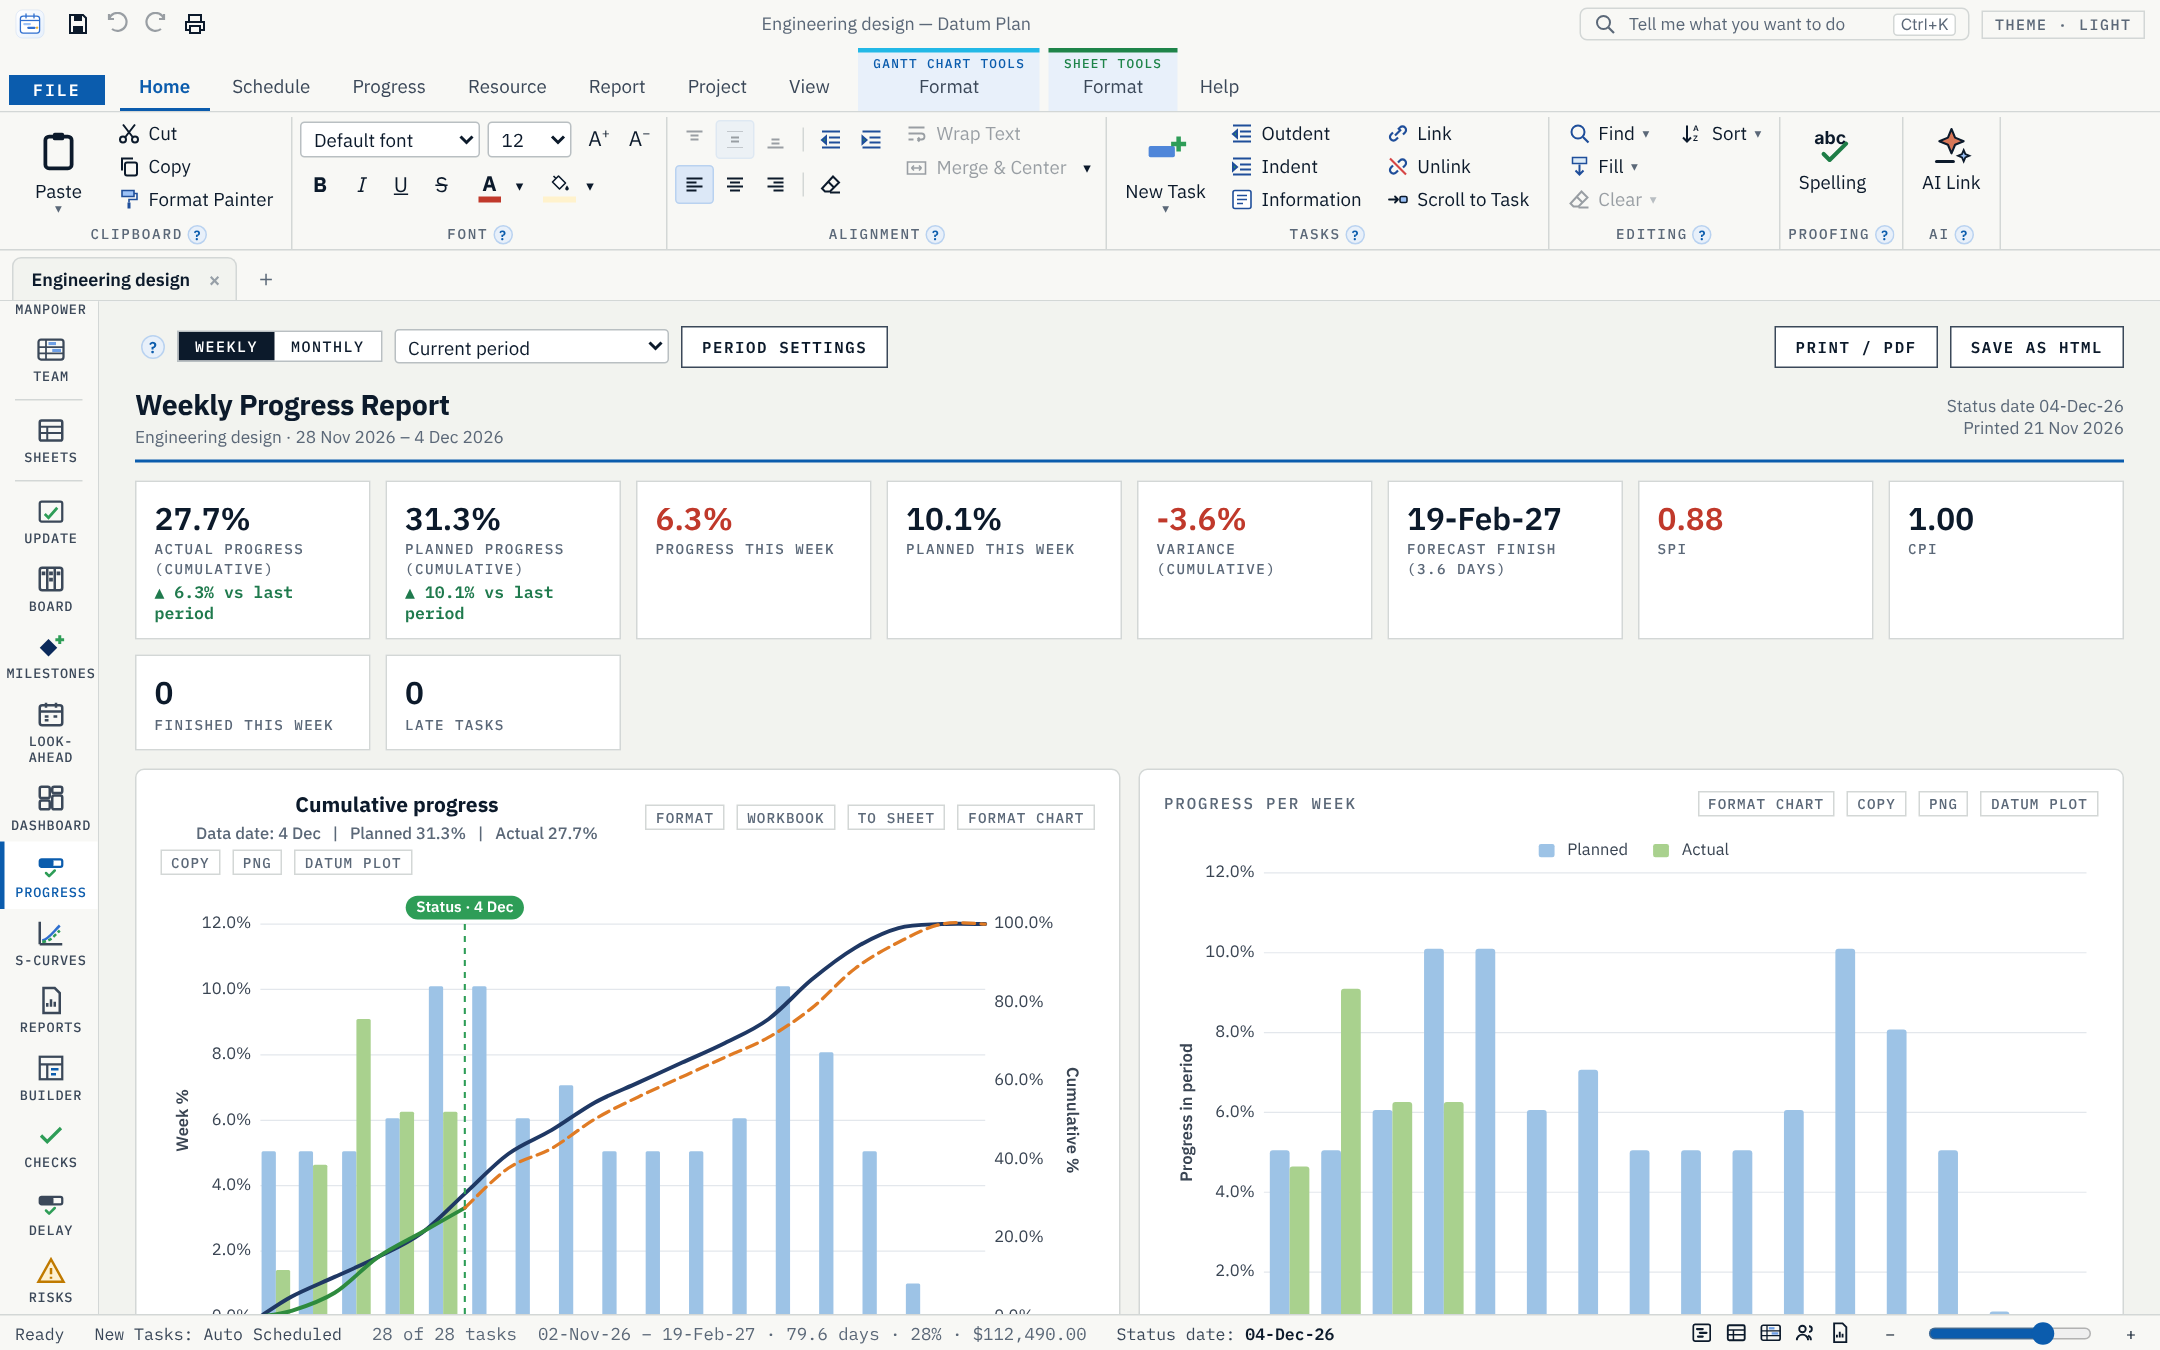 Engineering design — Datum Plan
Tell me what you want to do
Ctrl+K
THEME · LIGHT
GANTT CHART TOOLS
SHEET TOOLS
FILE
Home
Schedule
Progress
Resource
Report
Project
View
Format
Format
Help
Paste
Cut
Copy
Format Painter
CLIPBOARD ?
Default font
12
A+
A−
B
I
U
S
A
FONT ?
Wrap Text
Merge & Center
ALIGNMENT ?
New Task
Outdent
Indent
Information
Link
Unlink
Scroll to Task
TASKS ?
Find
Sort
Fill
Clear
EDITING ?
abc
Spelling
PROOFING ?
AI Link
AI ?
Engineering design ×
+
MANPOWER
TEAM
SHEETS
UPDATE
BOARD
MILESTONES
LOOK-
AHEAD
DASHBOARD
PROGRESS
S-CURVES
REPORTS
BUILDER
CHECKS
DELAY
RISKS
?
WEEKLY
MONTHLY
Current period
PERIOD SETTINGS
PRINT / PDF
SAVE AS HTML
Weekly Progress Report
Engineering design · 28 Nov 2026 – 4 Dec 2026
Status date 04-Dec-26
Printed 21 Nov 2026
27.7%
ACTUAL PROGRESS
(CUMULATIVE)
▲ 6.3% vs last
period
31.3%
PLANNED PROGRESS
(CUMULATIVE)
▲ 10.1% vs last
period
6.3%
PROGRESS THIS WEEK
10.1%
PLANNED THIS WEEK
-3.6%
VARIANCE
(CUMULATIVE)
19-Feb-27
FORECAST FINISH
(3.6 DAYS)
0.88
SPI
1.00
CPI
0
FINISHED THIS WEEK
0
LATE TASKS
Cumulative progress
Data date: 4 Dec | Planned 31.3% | Actual 27.7%
FORMAT
WORKBOOK
TO SHEET
FORMAT CHART
COPY
PNG
DATUM PLOT
Status · 4 Dec
12.0%
10.0%
8.0%
6.0%
4.0%
2.0%
0.0%
Week %
100.0%
80.0%
60.0%
40.0%
20.0%
0.0%
Cumulative %
PROGRESS PER WEEK
FORMAT CHART
COPY
PNG
DATUM PLOT
Planned
Actual
12.0%
10.0%
8.0%
6.0%
4.0%
2.0%
Progress in period
Ready
New Tasks: Auto Scheduled
28 of 28 tasks
02-Nov-26 – 19-Feb-27 · 79.6 days · 28% · $112,490.00
Status date: 04-Dec-26
−
+